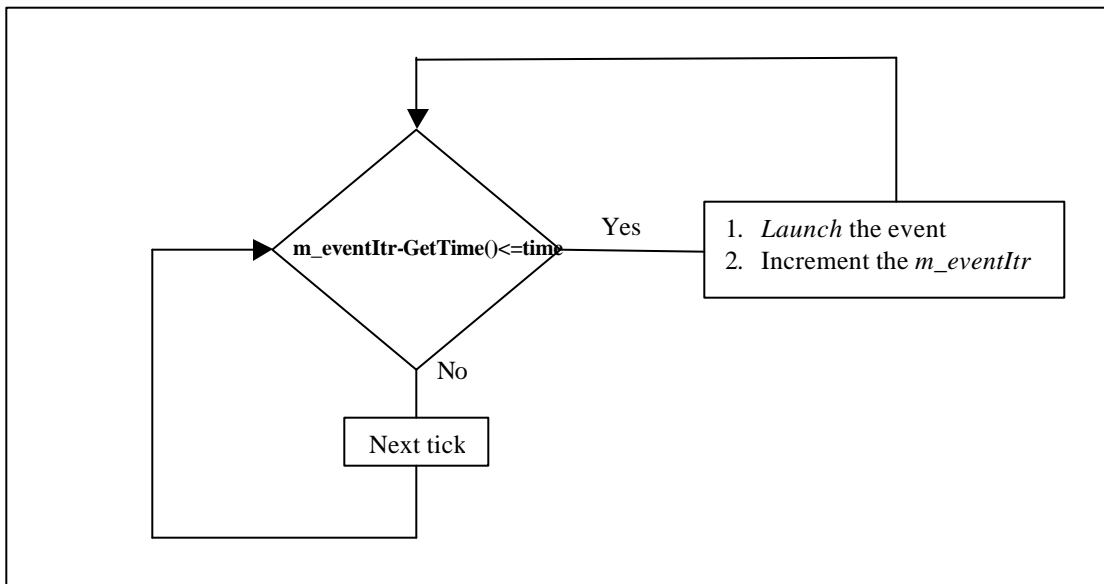 Yes
m_eventItr-GetTime()<=time
1. Launch the event
2. Increment the m_eventItr
No
Next tick